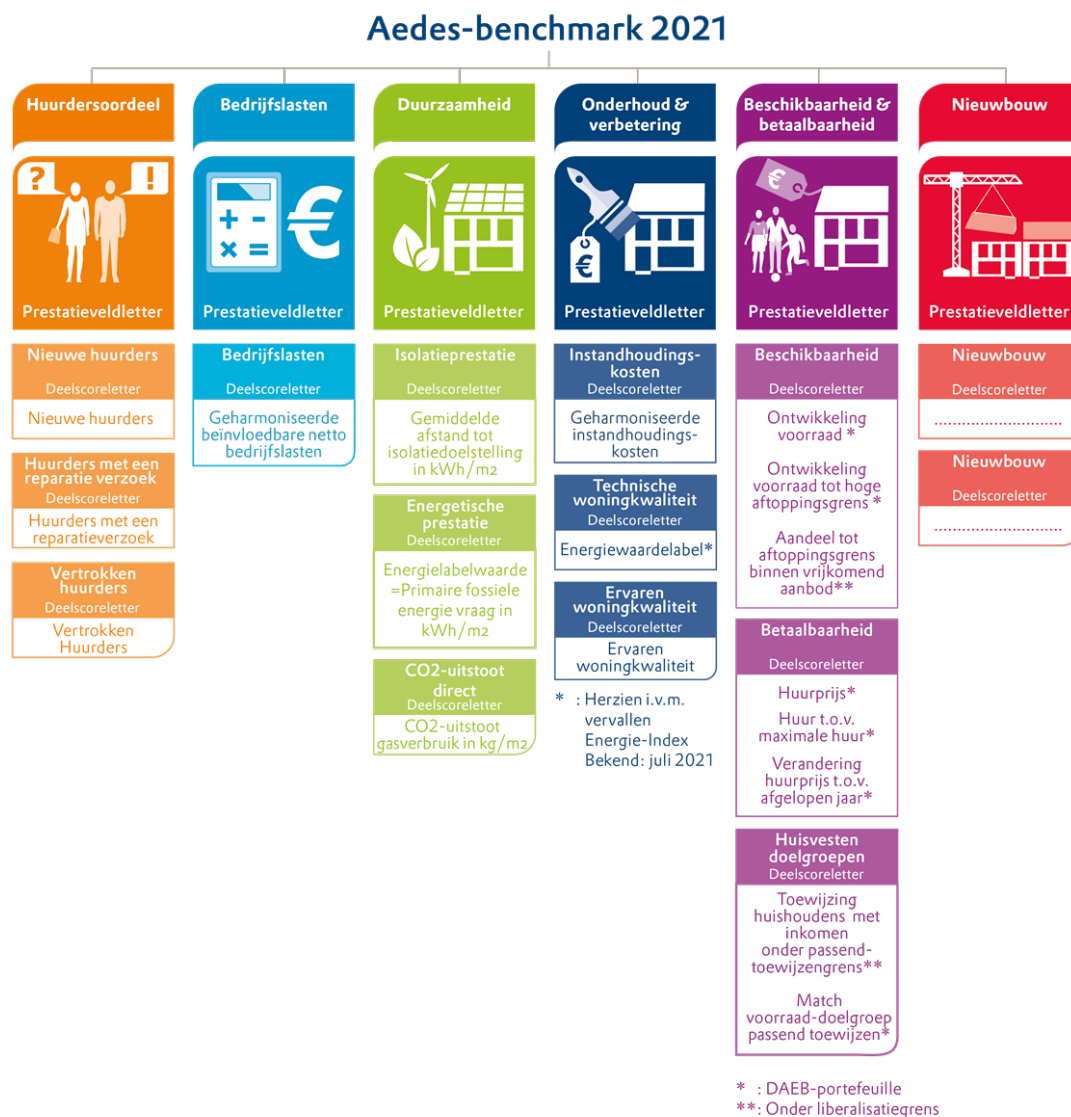 Aedes-benchmark 2021
Huurdersoordeel
?
!
Prestatieveldletter
Nieuwe huurders
Deelscoreletter
Nieuwe huurders
Huurders met een
reparatie verzoek
Deelscoreletter
Huurders met een
reparatieverzoek
Vertrokken
huurders
Deelscoreletter
Vertrokken
Huurders
Bedrijfslasten
+ -
× =
€
Prestatieveldletter
Bedrijfslasten
Deelscoreletter
Geharmoniseerde
beïnvloedbare netto
bedrijfslasten
Duurzaamheid
Prestatieveldletter
Isolatieprestatie
Deelscoreletter
Gemiddelde
afstand tot
isolatiedoelstelling
in kWh/m2
Energetische
prestatie
Deelscoreletter
Energielabelwaarde
=Primaire fossiele
energie vraag in
kWh/m2
CO2-uitstoot
direct
Deelscoreletter
CO2-uitstoot
gasverbruik in kg/m2
Onderhoud &
verbetering
€
Prestatieveldletter
Instandhoudings-
kosten
Deelscoreletter
Geharmoniseerde
instandhoudings-
kosten
Technische
woningkwaliteit
Deelscoreletter
Energiewaardelabel*
Ervaren
woningkwaliteit
Deelscoreletter
Ervaren
woningkwaliteit
* : Herzien i.v.m.
vervallen
Energie-Index
Bekend: juli 2021
Beschikbaarheid &
betaalbaarheid
€
Prestatieveldletter
Beschikbaarheid
Deelscoreletter
Ontwikkeling
voorraad *
Ontwikkeling
voorraad tot hoge
aftoppingsgrens *
Aandeel tot
aftoppingsgrens
binnen vrijkomend
aanbod**
Betaalbaarheid
Deelscoreletter
Huurprijs*
Huur t.o.v.
maximale huur*
Verandering
huurprijs t.o.v.
afgelopen jaar*
Huisvesten
doelgroepen
Deelscoreletter
Toewijzing
huishoudens met
inkomen
onder passend-
toewijzengrens**
Match
voorraad-doelgroep
passend toewijzen*
* : DAEB-portefeuille
**: Onder liberalisatiegrens
Nieuwbouw
Prestatieveldletter
Nieuwbouw
Deelscoreletter
................................
Nieuwbouw
Deelscoreletter
................................